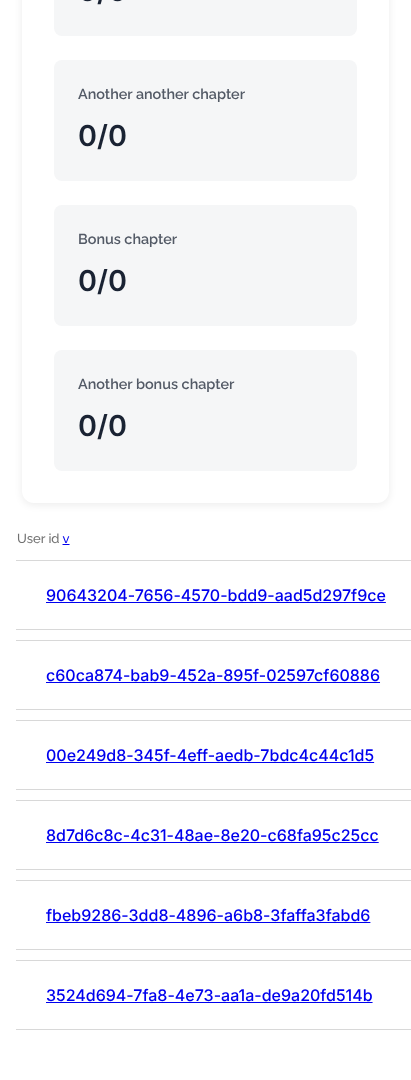 0/0
Another another chapter
0/0
Bonus chapter
0/0
Another bonus chapter
0/0
User id v
90643204-7656-4570-bdd9-aad5d297f9ce
c60ca874-bab9-452a-895f-02597cf60886
00e249d8-345f-4eff-aedb-7bdc4c44c1d5
8d7d6c8c-4c31-48ae-8e20-c68fa95c25cc
fbeb9286-3dd8-4896-a6b8-3faffa3fabd6
3524d694-7fa8-4e73-aa1a-de9a20fd514b